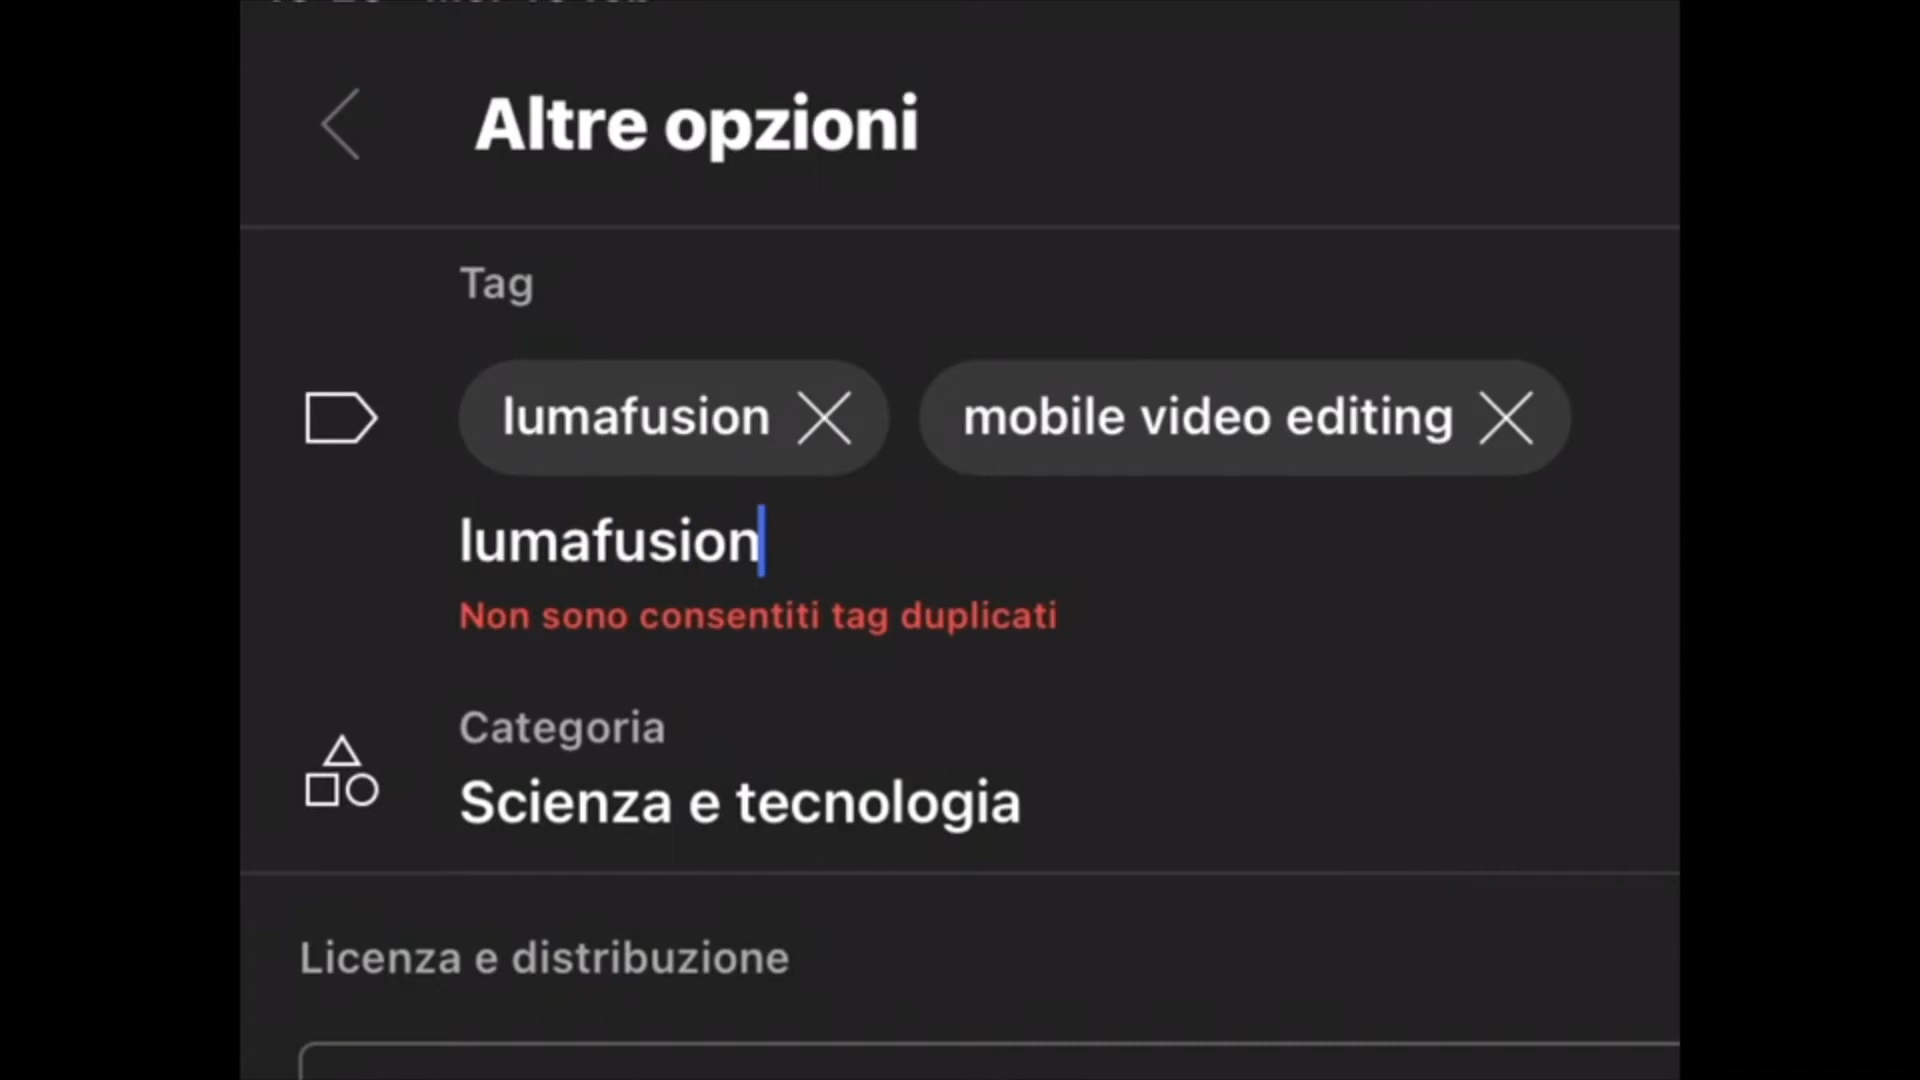 Altre opzioni
Tag
lumafusion
mobile video editing
lumafusion
Non sono consentiti tag duplicati
Categoria
Scienza e tecnologia
Licenza e distribuzione